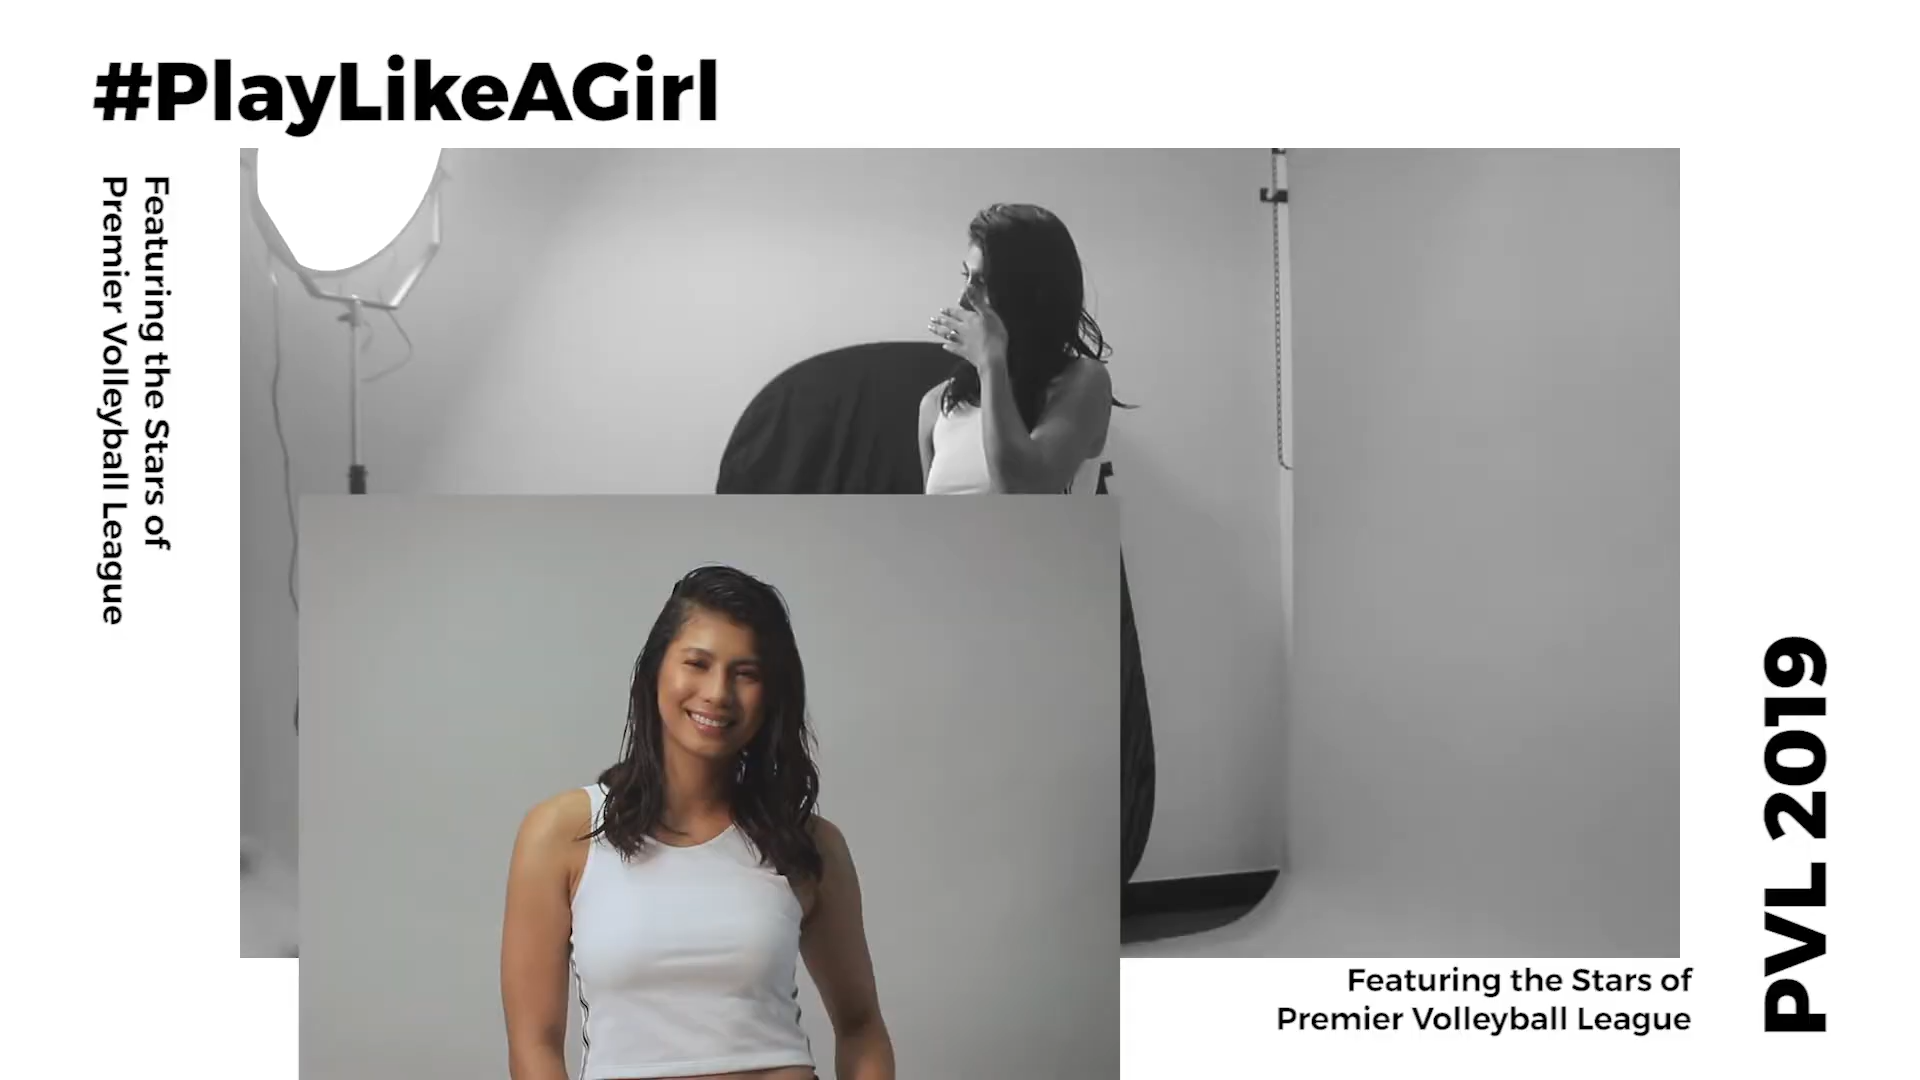 #PlayLikeAGirl
Featuring the Stars of
Premier Volleyball League
PVL 2019
Featuring the Stars of
Premier Volleyball League